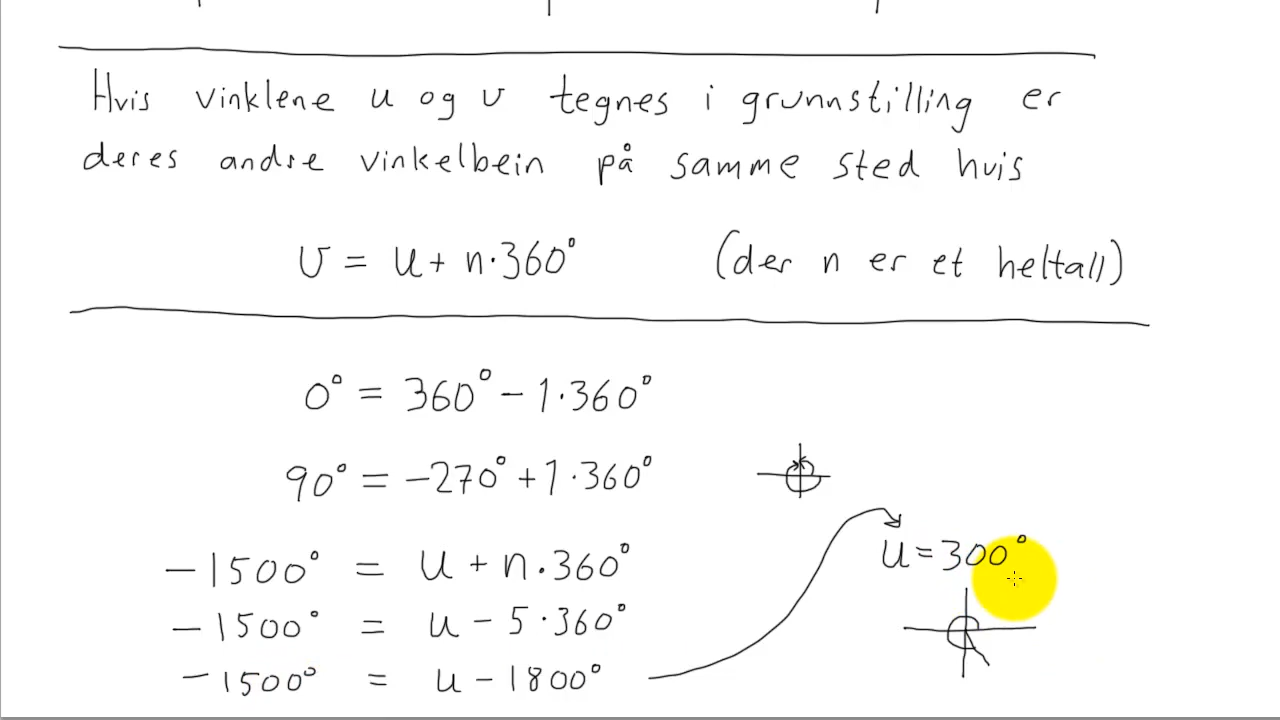 Hvis vinklene u og v tegnes i grunnstilling er
deres andre vinkelbein på samme sted hvis
v = u + n·360° (der n er et heltall)
0° = 360° − 1·360°
90° = −270° + 1·360°
−1500° = u + n·360°
u = 300°
−1500° = u − 5·360°
−1500° = u − 1800°